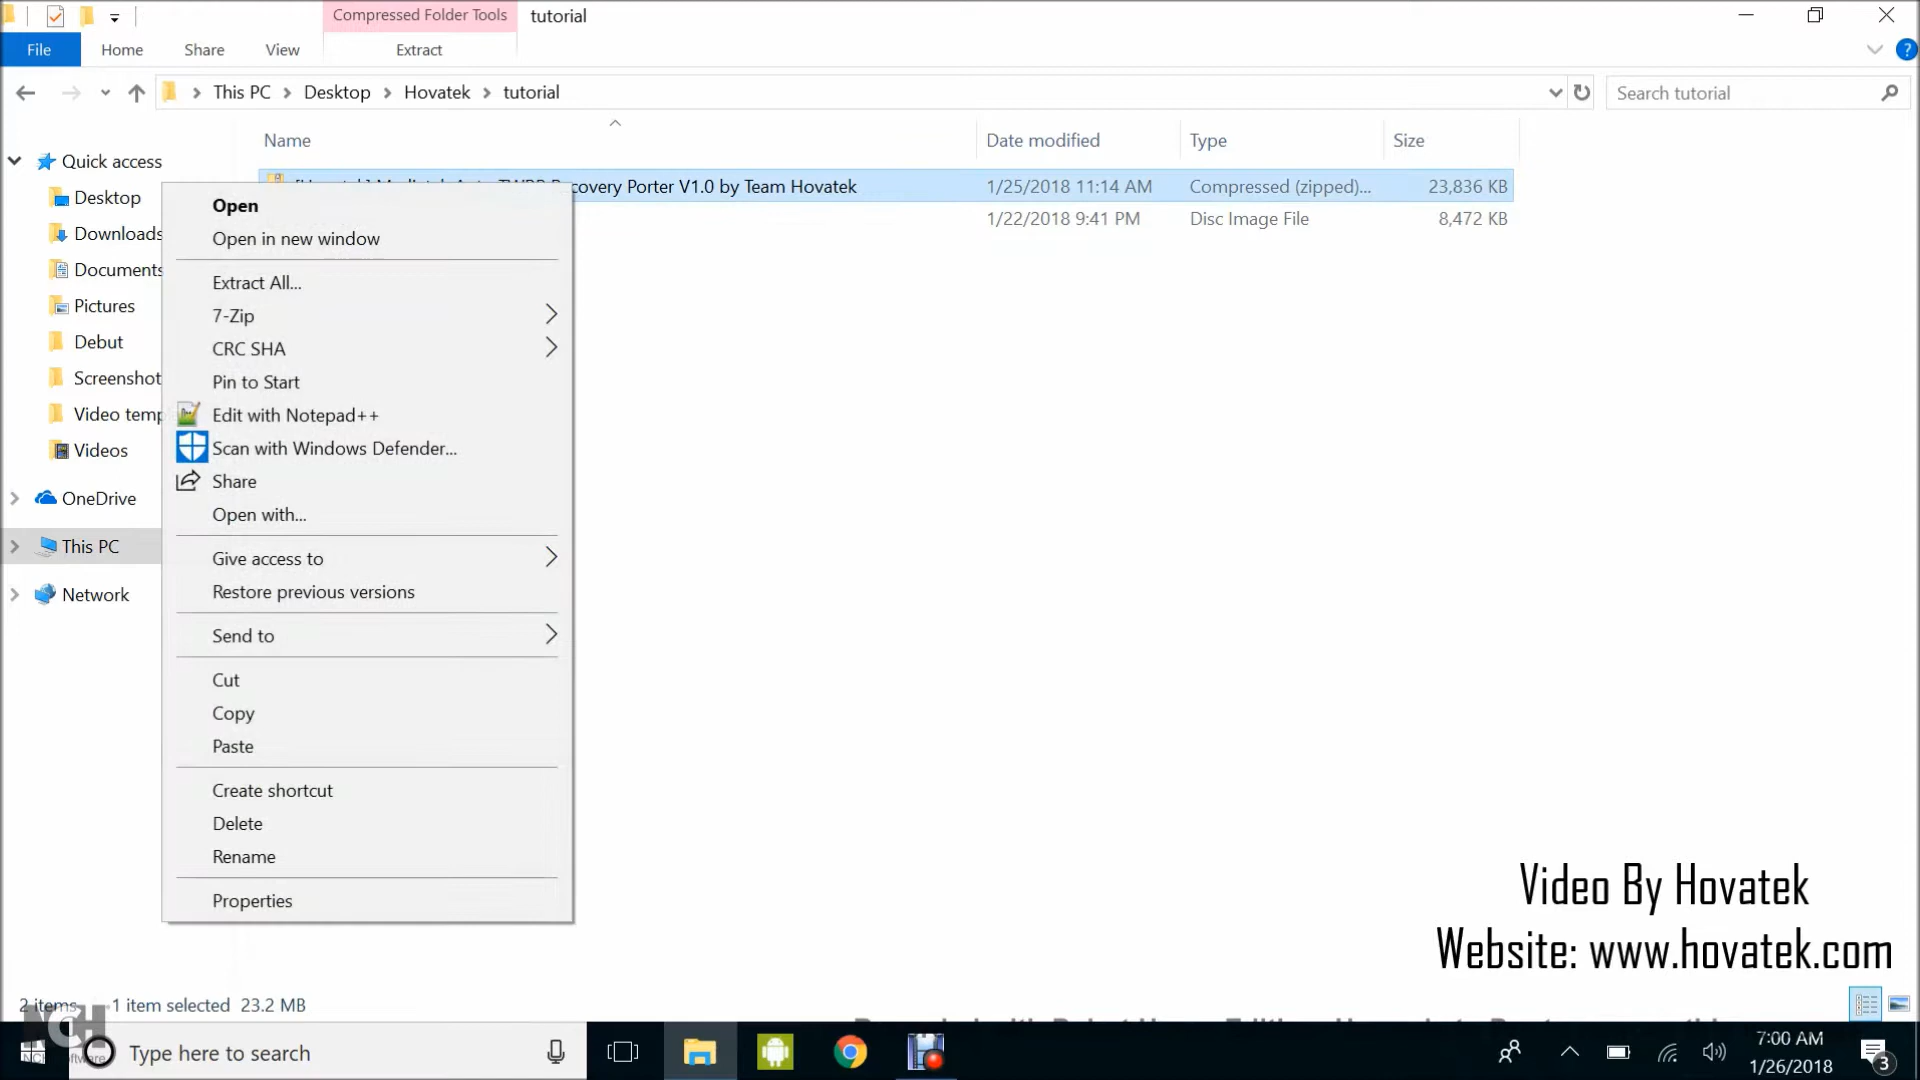 Compressed Folder Tools
tutorial
File
Home
Share
View
Extract
This PC
Desktop
Hovatek
tutorial
Search tutorial
Name
Date modified
Type
Size
Quick access
Recovery Porter V1.0 by Team Hovatek
1/25/2018 11:14 AM
Compressed (zipped)...
23,836 KB
1/22/2018 9:41 PM
Disc Image File
8,472 KB
Desktop
Downloads
Documents
Pictures
Debut
Screenshot
Video temp
Videos
OneDrive
This PC
Network
Open
Open in new window
Extract All...
7-Zip
CRC SHA
Pin to Start
Edit with Notepad++
Scan with Windows Defender...
Share
Open with...
Give access to
Restore previous versions
Send to
Cut
Copy
Paste
Create shortcut
Delete
Rename
Properties
Video By Hovatek
Website: www.hovatek.com
2 items
1 item selected 23.2 MB
NCH
Type here to search
7:00 AM
1/26/2018
3